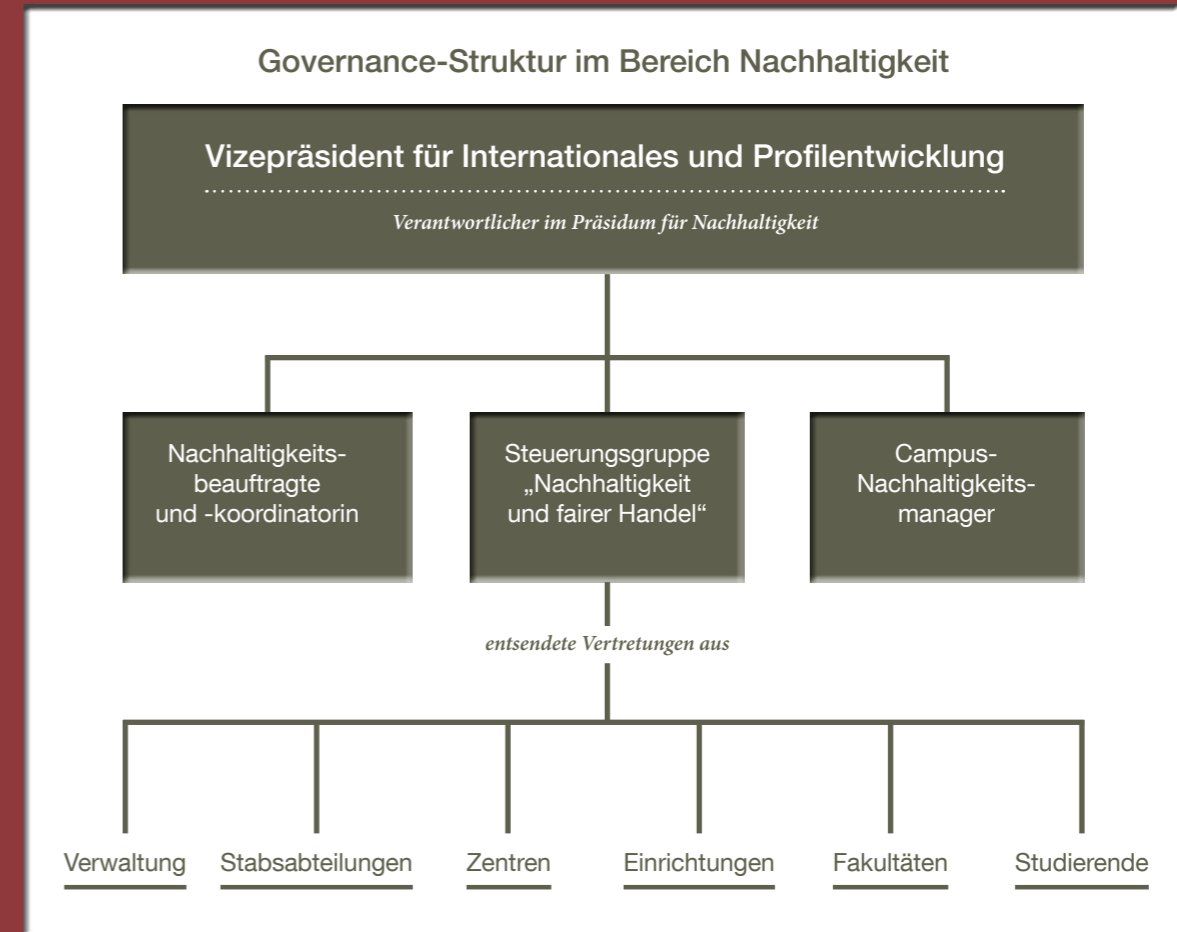 Governance-Struktur im Bereich Nachhaltigkeit
Vizepräsident für Internationales und Profilentwicklung
Verantwortlicher im Präsidum für Nachhaltigkeit
Nachhaltigkeits-
beauftragte
und -koordinatorin
Steuerungsgruppe
„Nachhaltigkeit
und fairer Handel“
Campus-
Nachhaltigkeits-
manager
entsendete Vertretungen aus
Verwaltung
Stabsabteilungen
Zentren
Einrichtungen
Fakultäten
Studierende